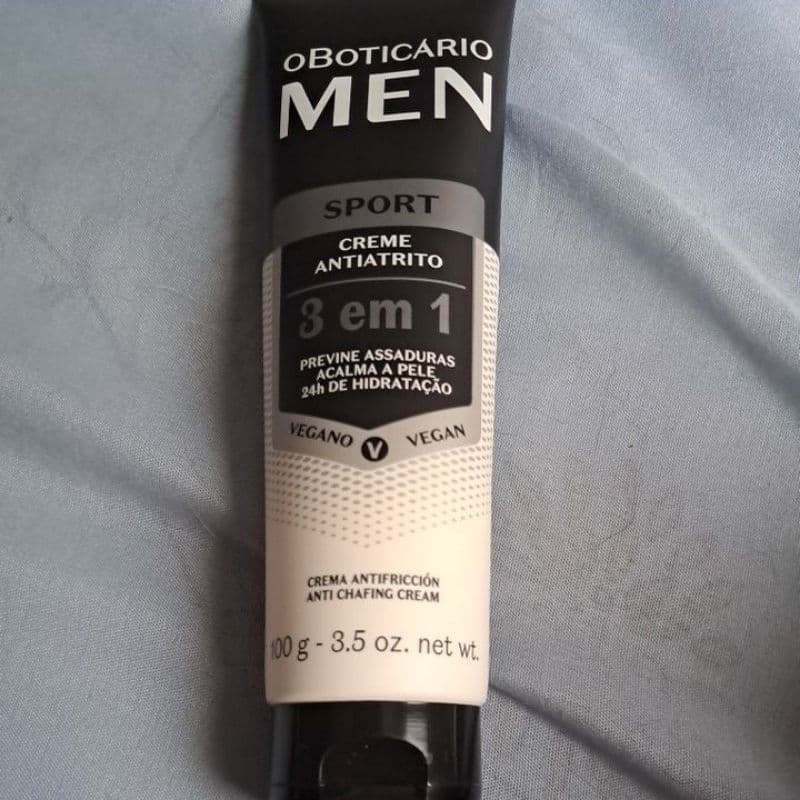 oBOTICÁRIO
MEN
SPORT
CREME
ANTIATRITO
3 em 1
PREVINE ASSADURAS
ACALMA A PELE
24h DE HIDRATAÇÃO
VEGANO V VEGAN
CREMA ANTIFRICCIÓN
ANTI CHAFING CREAM
100 g - 3.5 oz. net wt.